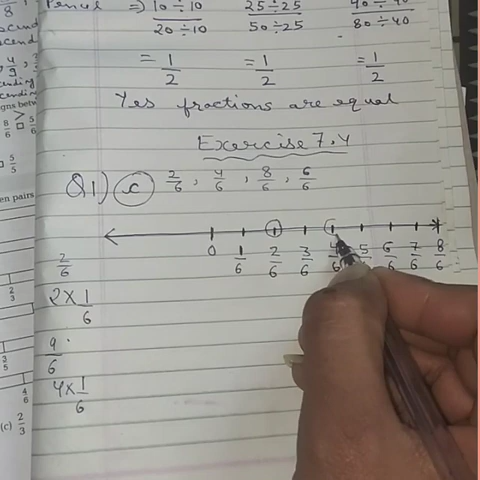 Pencil ⇒ 10÷10/20÷10 25÷25/50÷25 40÷40/80÷40
= 1/2 = 1/2 = 1/2
Yes fractions are equal
Exercise 7.4
Q1) c 2/6, 4/6, 8/6, 6/6
0 1/6 2/6 3/6 4/6 5/6 6/6 7/6 8/6
2/6
2×1/6
4/6
4×1/6
(c) 2/3